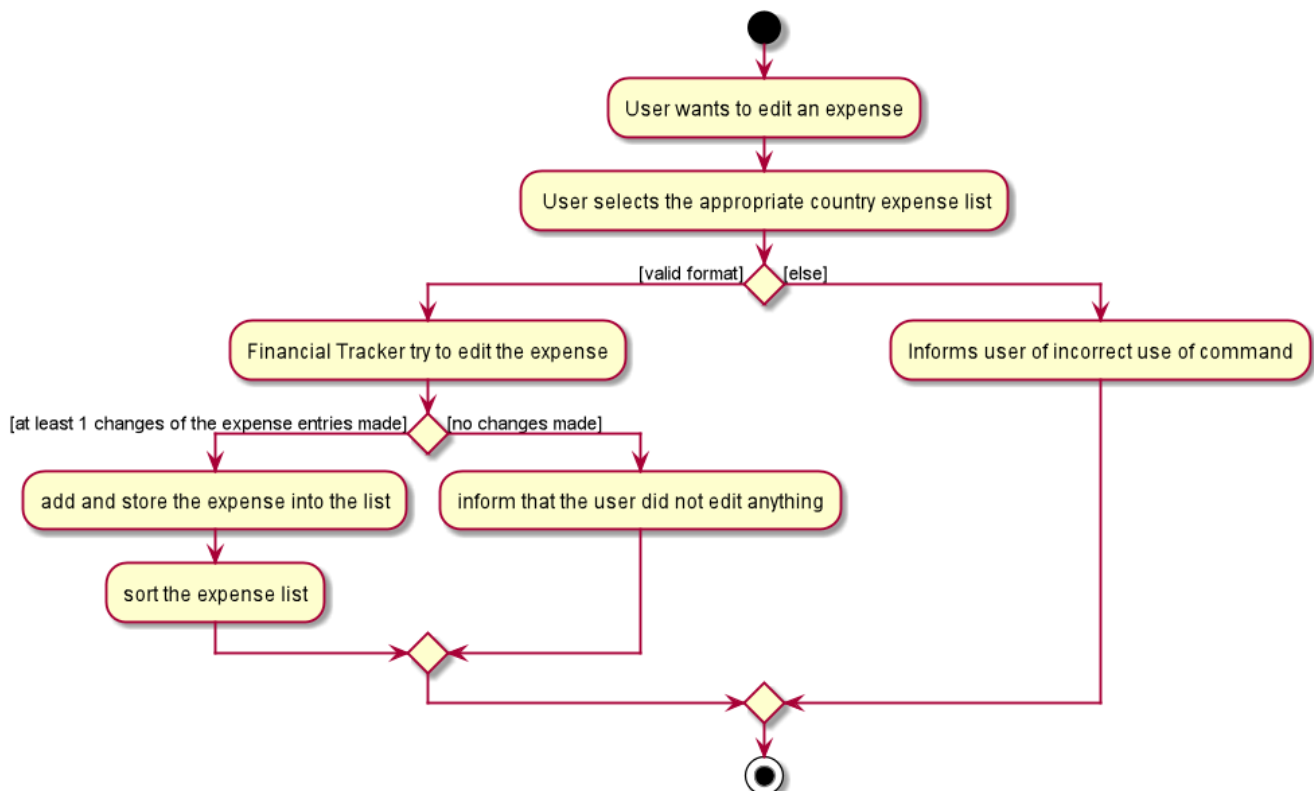 User wants to edit an expense
User selects the appropriate country expense list
[valid format]
[else]
Financial Tracker try to edit the expense
Informs user of incorrect use of command
[at least 1 changes of the expense entries made]
[no changes made]
add and store the expense into the list
inform that the user did not edit anything
sort the expense list